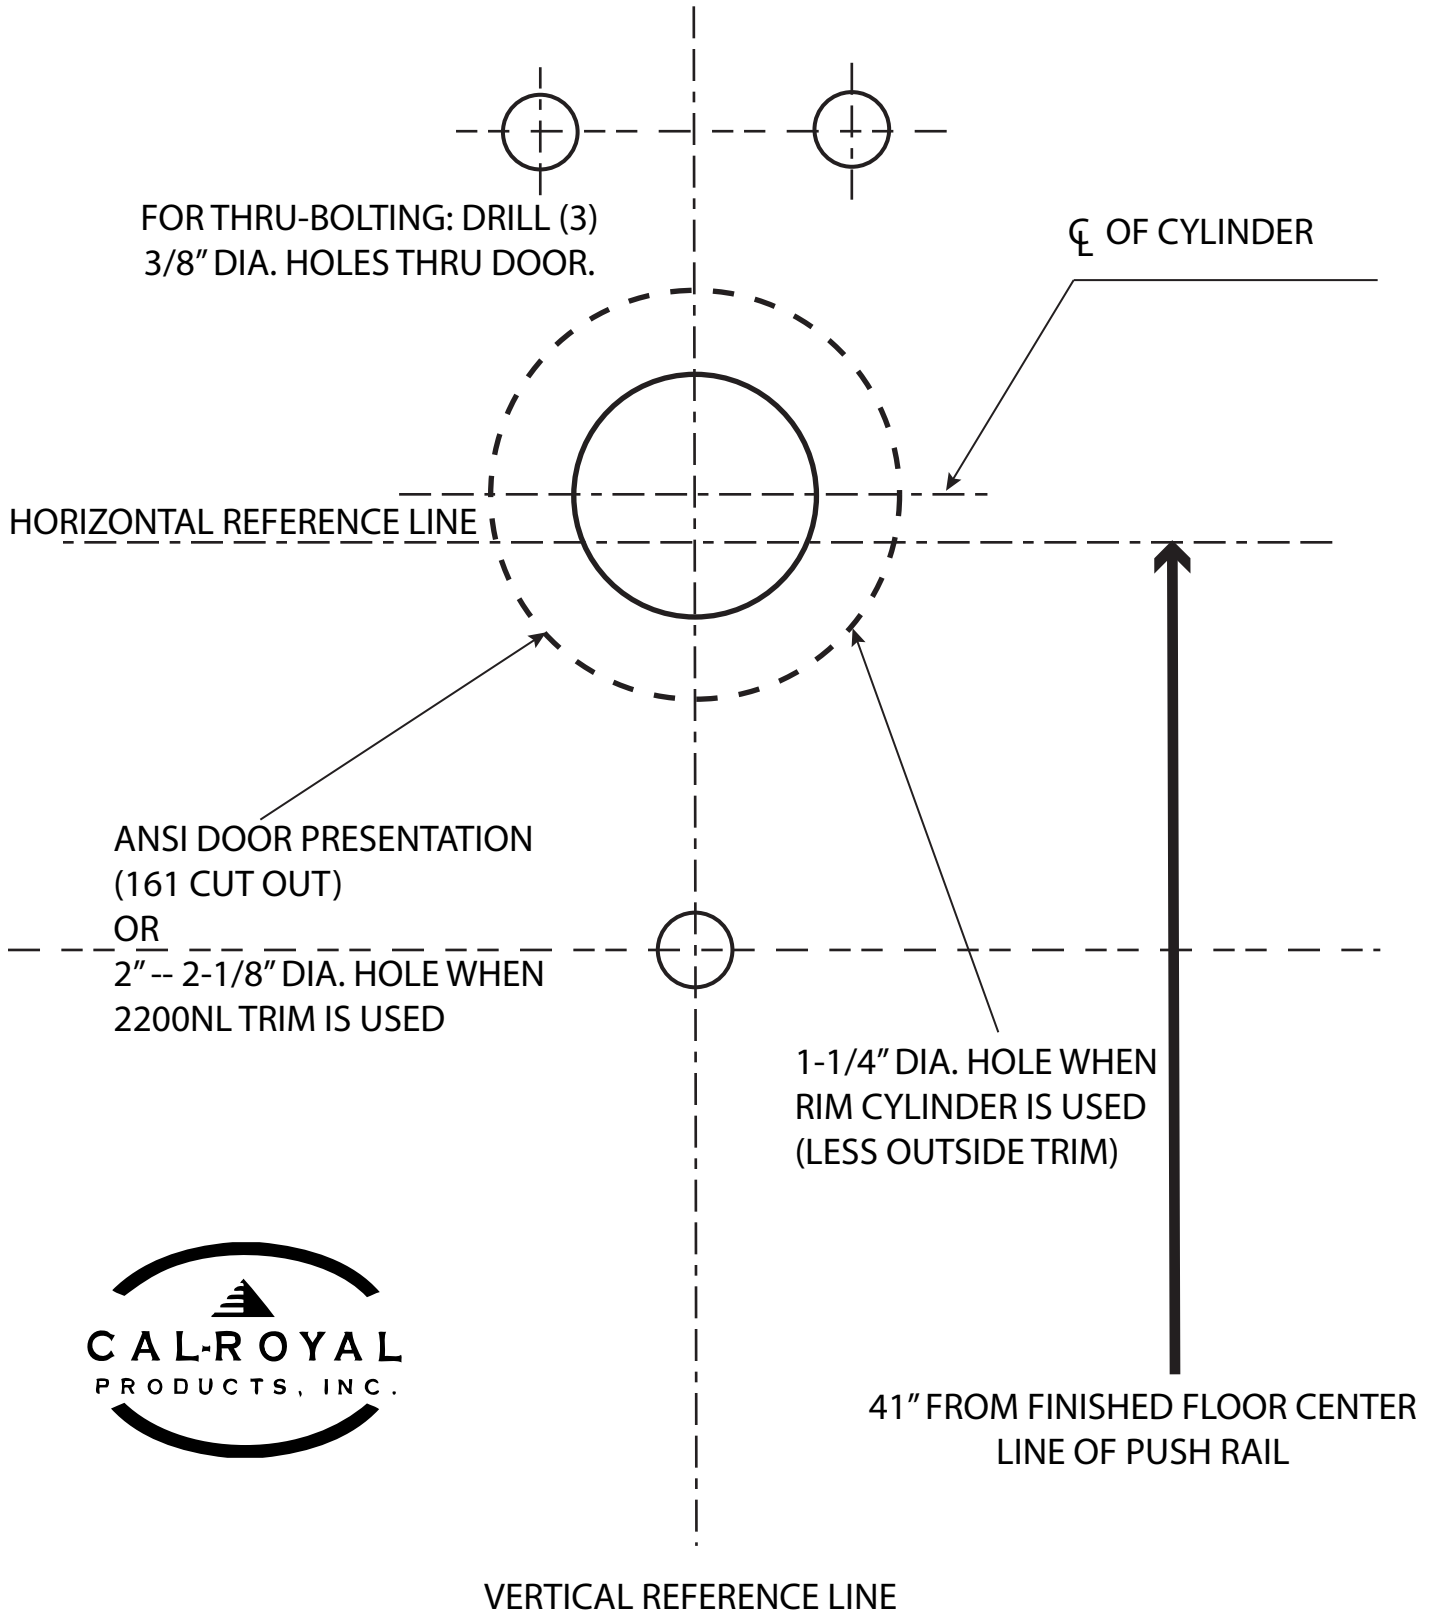 FOR THRU-BOLTING: DRILL (3)
3/8” DIA. HOLES THRU DOOR.
℄ OF CYLINDER
HORIZONTAL REFERENCE LINE
ANSI DOOR PRESENTATION
(161 CUT OUT)
OR
2” -- 2-1/8” DIA. HOLE WHEN
2200NL TRIM IS USED
1-1/4” DIA. HOLE WHEN
RIM CYLINDER IS USED
(LESS OUTSIDE TRIM)
CAL-ROYAL
PRODUCTS, INC.
41” FROM FINISHED FLOOR CENTER
LINE OF PUSH RAIL
VERTICAL REFERENCE LINE